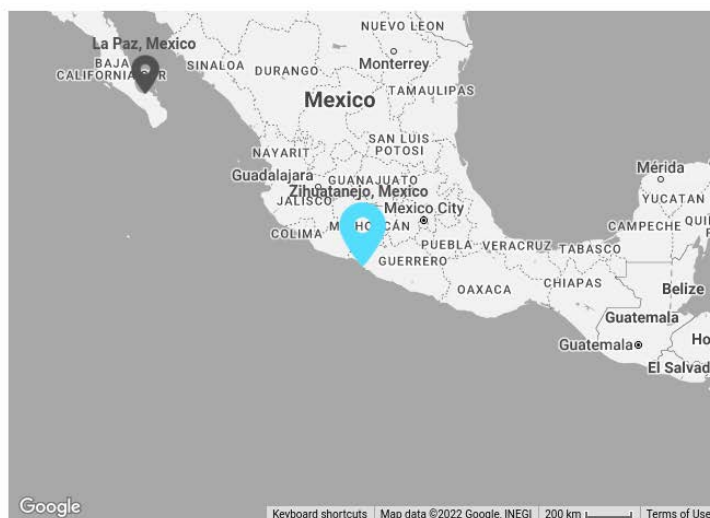 NUEVO LEON
La Paz, Mexico
Monterrey
SINALOA
DURANGO
TAMAULIPAS
Mexico
SAN LUIS
POTOSI
NAYARIT
Guadalajara
GUANAJUATO
Zihuatanejo, Mexico
Mérida
JALISCO
Mexico City
YUCATAN
CAMPECHE
COLIMA
PUEBLA
VERACRUZ
TABASCO
GUERRERO
OAXACA
CHIAPAS
Belize
Guatemala
Guatemala
El Salvad
Google
Keyboard shortcuts
Map data ©2022 Google, INEGI
200 km
Terms of Use